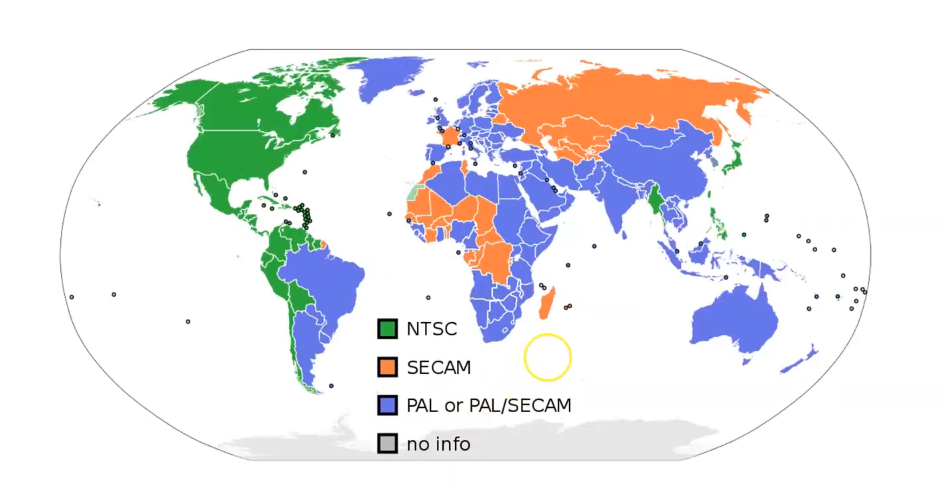 NTSC
SECAM
PAL or PAL/SECAM
no info